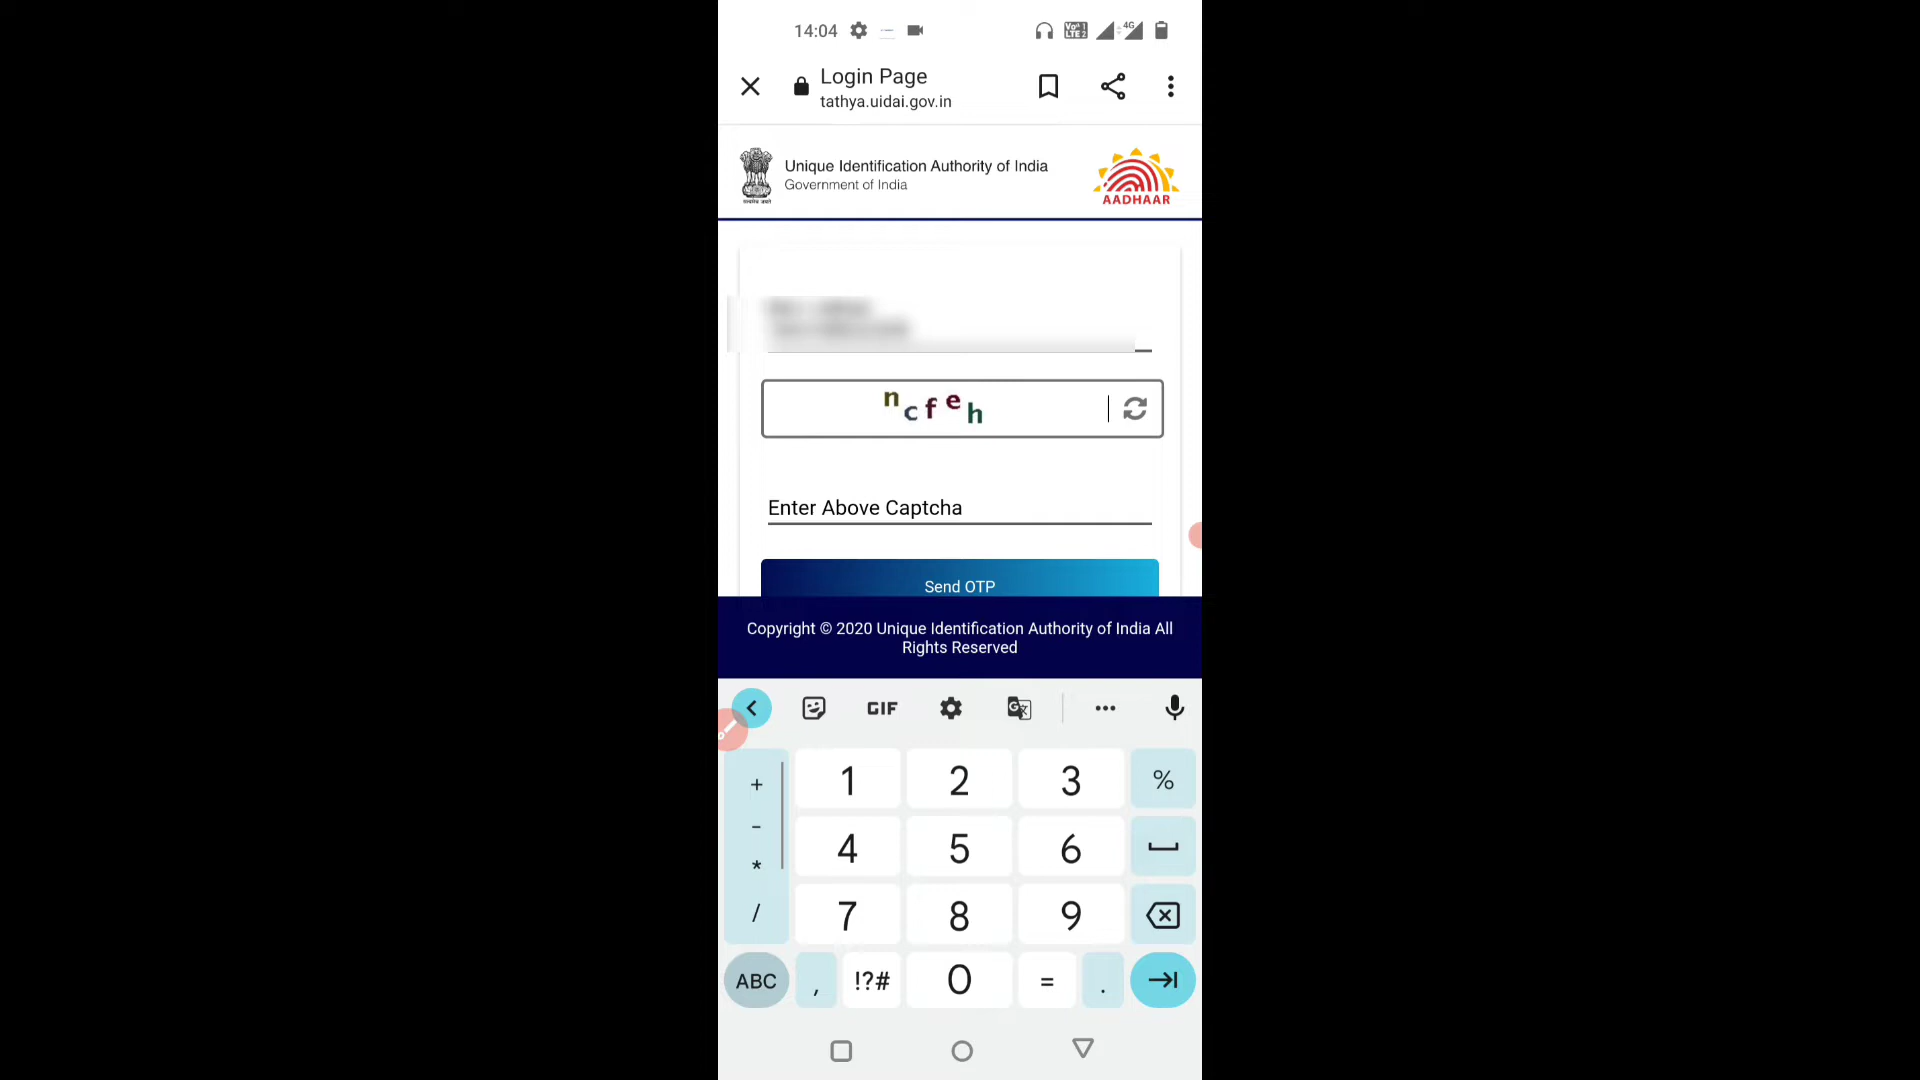 14:04
4G
Login Page
tathya.uidai.gov.in
Unique Identification Authority of India
Government of India
AADHAAR
n c f e h
Enter Above Captcha
Send OTP
Copyright © 2020 Unique Identification Authority of India All
Rights Reserved
GIF
+ 1 2 3 %
-
* 4 5 6
/ 7 8 9
ABC , !?# 0 = .